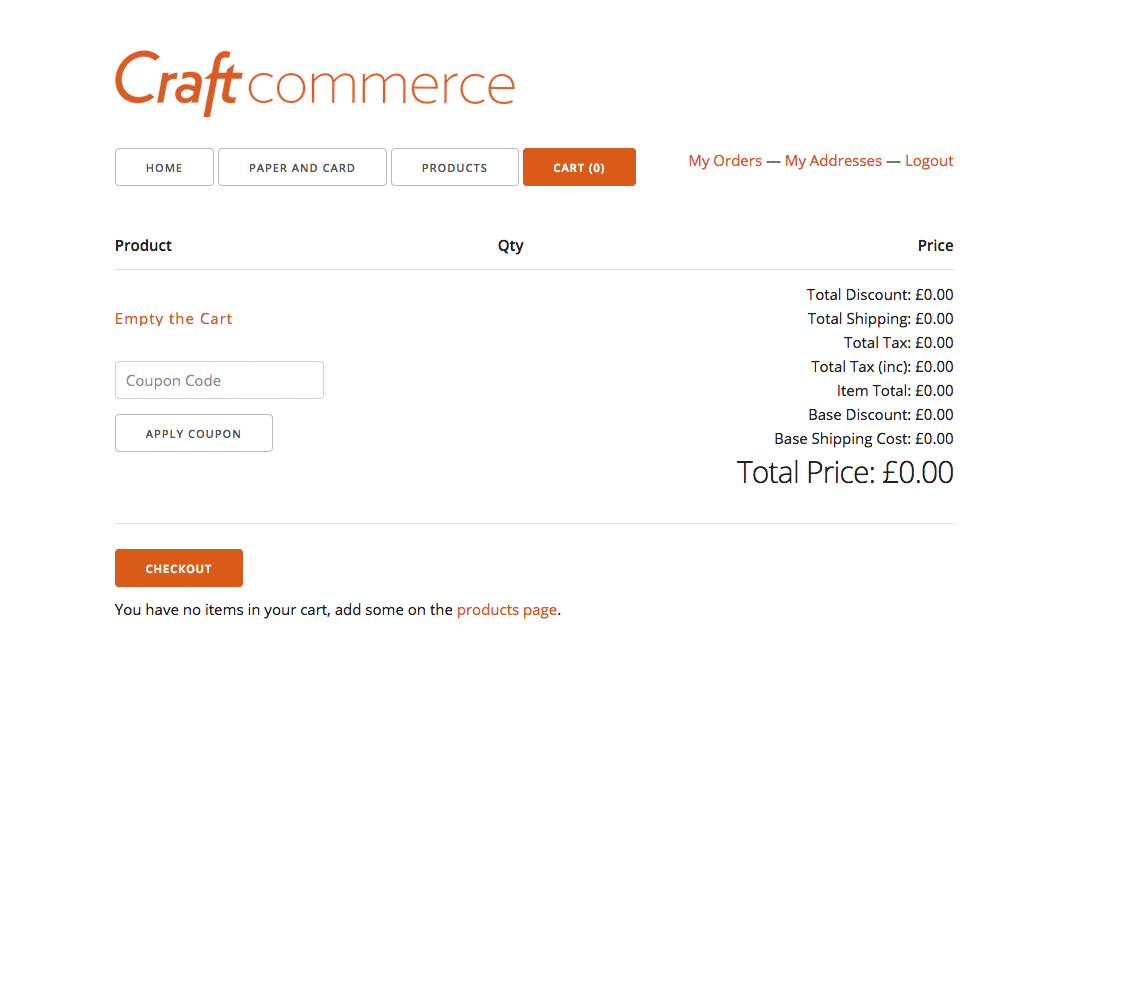 Craft commerce
HOME PAPER AND CARD PRODUCTS CART (0) My Orders — My Addresses — Logout
Product Qty Price
Total Discount: £0.00
Empty the Cart Total Shipping: £0.00
Total Tax: £0.00
Total Tax (inc): £0.00
Coupon Code
Item Total: £0.00
Base Discount: £0.00
APPLY COUPON
Base Shipping Cost: £0.00
Total Price: £0.00
CHECKOUT
You have no items in your cart, add some on the products page.